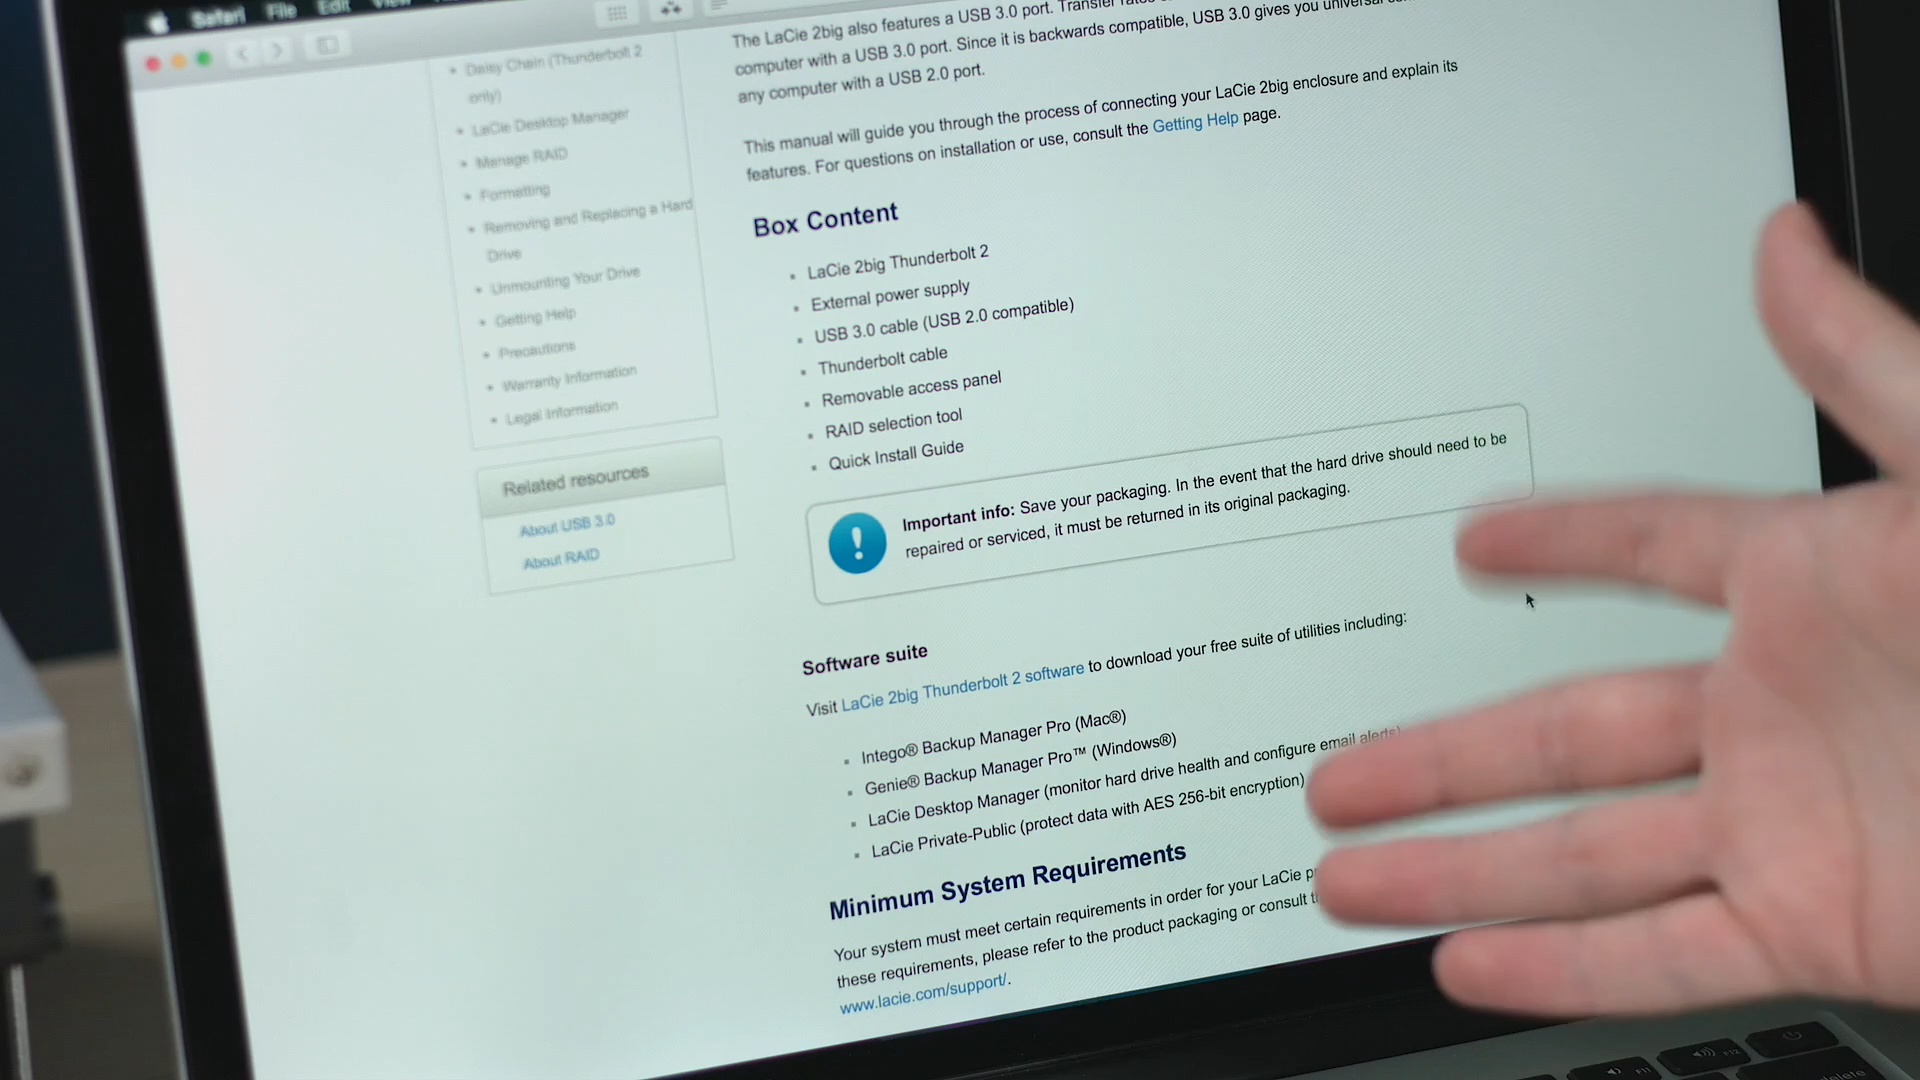 Safari File Edit View
Daisy Chain (Thunderbolt 2
only)
LaCie Desktop Manager
Manage RAID
Formatting
Removing and Replacing a Hard
Drive
Unmounting Your Drive
Getting Help
Precautions
Warranty Information
Legal Information
Related resources
About USB 3.0
About RAID
The LaCie 2big also features a USB 3.0 port. Transfer
computer with a USB 3.0 port. Since it is backwards compatible, USB 3.0 gives you
any computer with a USB 2.0 port.
This manual will guide you through the process of connecting your LaCie 2big enclosure and explain its
features. For questions on installation or use, consult the Getting Help page.
Box Content
LaCie 2big Thunderbolt 2
External power supply
USB 3.0 cable (USB 2.0 compatible)
Thunderbolt cable
Removable access panel
RAID selection tool
Quick Install Guide
Important info: Save your packaging. In the event that the hard drive should need to be
repaired or serviced, it must be returned in its original packaging.
Software suite
Visit LaCie 2big Thunderbolt 2 software to download your free suite of utilities including:
Intego® Backup Manager Pro (Mac®)
Genie® Backup Manager Pro™ (Windows®)
LaCie Desktop Manager (monitor hard drive health and configure email alerts)
LaCie Private-Public (protect data with AES 256-bit encryption)
Minimum System Requirements
Your system must meet certain requirements in order for your LaCie
these requirements, please refer to the product packaging or consult
www.lacie.com/support/.
F11 F12
delete